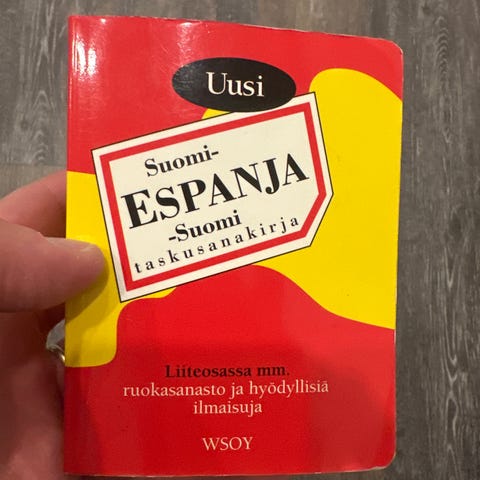 Uusi
Suomi-
ESPANJA
-Suomi
taskusanakirja
Liiteosassa mm.
ruokasanasto ja hyödyllisiä
ilmaisuja
WSOY